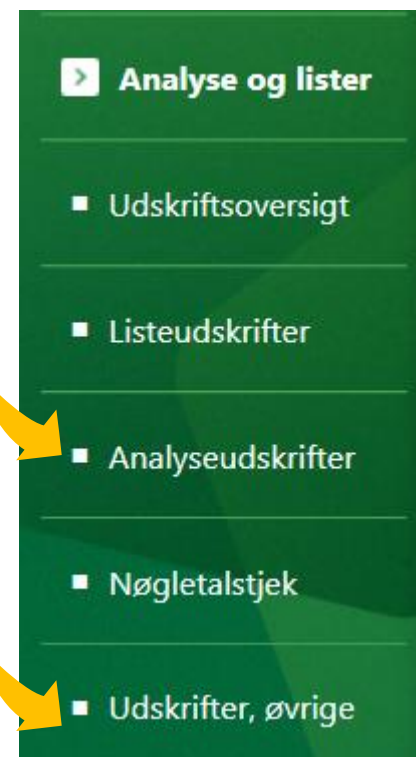 Analyse og lister
Udskriftsoversigt
Listeudskrifter
Analyseudskrifter
Nøgletalstjek
Udskrifter, øvrige